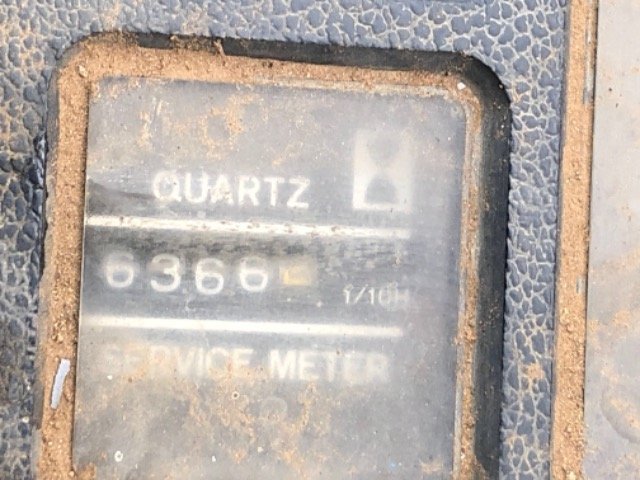 QUARTZ
6366
1/10H
SERVICE METER